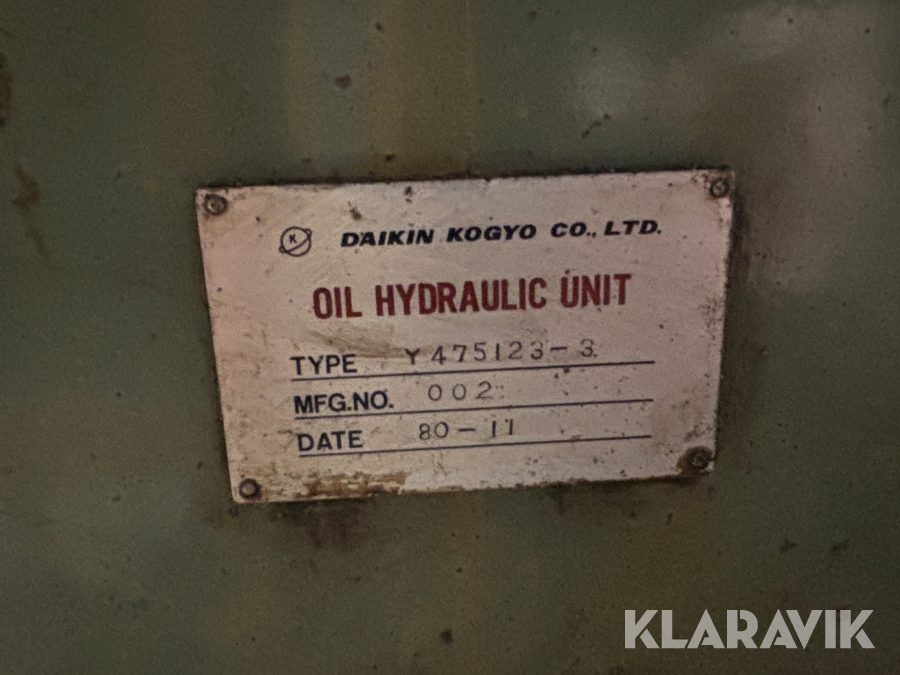 K DAIKIN KOGYO CO., LTD.
OIL HYDRAULIC UNIT
TYPE Y475123-3
MFG.NO. 002
DATE 80-11
KLARAVIK